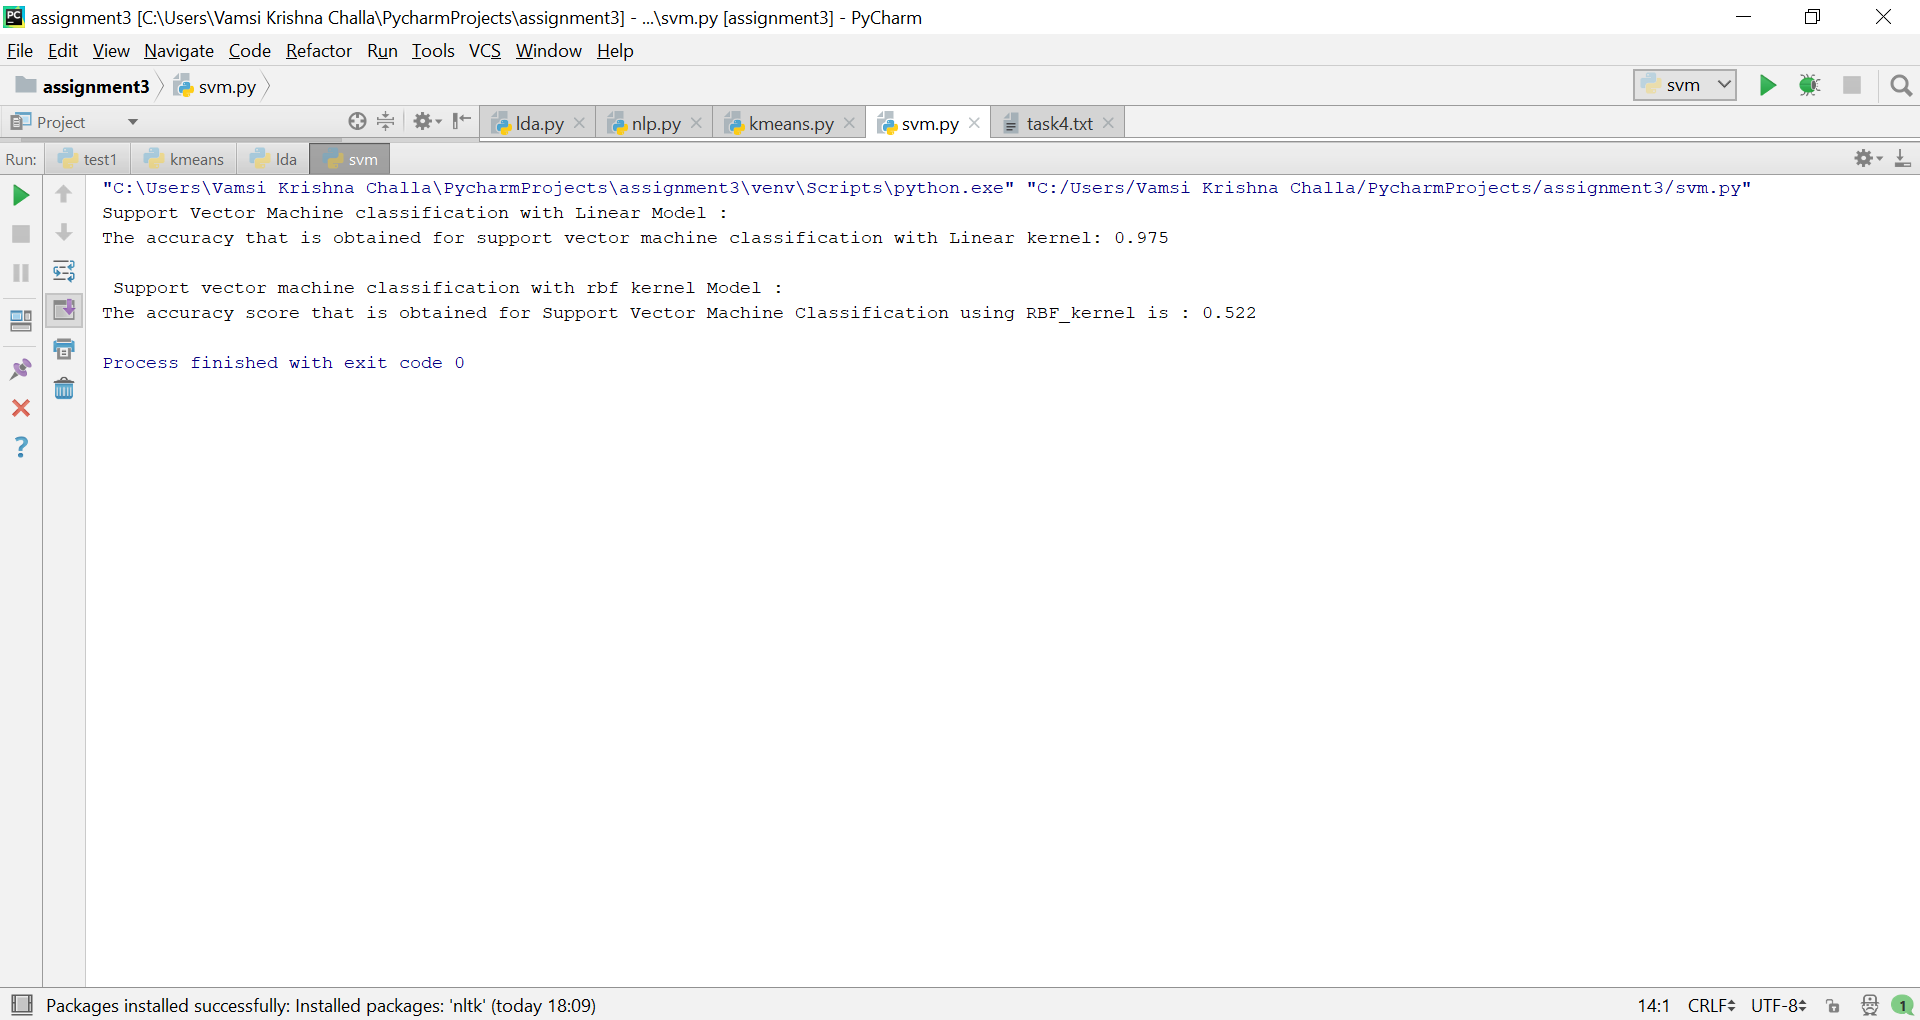 PC assignment3 [C:\Users\Vamsi Krishna Challa\PycharmProjects\assignment3] - ...\svm.py [assignment3] - PyCharm
File Edit View Navigate Code Refactor Run Tools VCS Window Help
assignment3 svm.py svm
Project lda.py nlp.py kmeans.py svm.py task4.txt
Run: test1 kmeans lda svm
"C:\Users\Vamsi Krishna Challa\PycharmProjects\assignment3\venv\Scripts\python.exe" "C:/Users/Vamsi Krishna Challa/PycharmProjects/assignment3/svm.py"
Support Vector Machine classification with Linear Model :
The accuracy that is obtained for support vector machine classification with Linear kernel: 0.975
Support vector machine classification with rbf kernel Model :
The accuracy score that is obtained for Support Vector Machine Classification using RBF_kernel is : 0.522
Process finished with exit code 0
?
Packages installed successfully: Installed packages: 'nltk' (today 18:09) 14:1 CRLF UTF-8 1